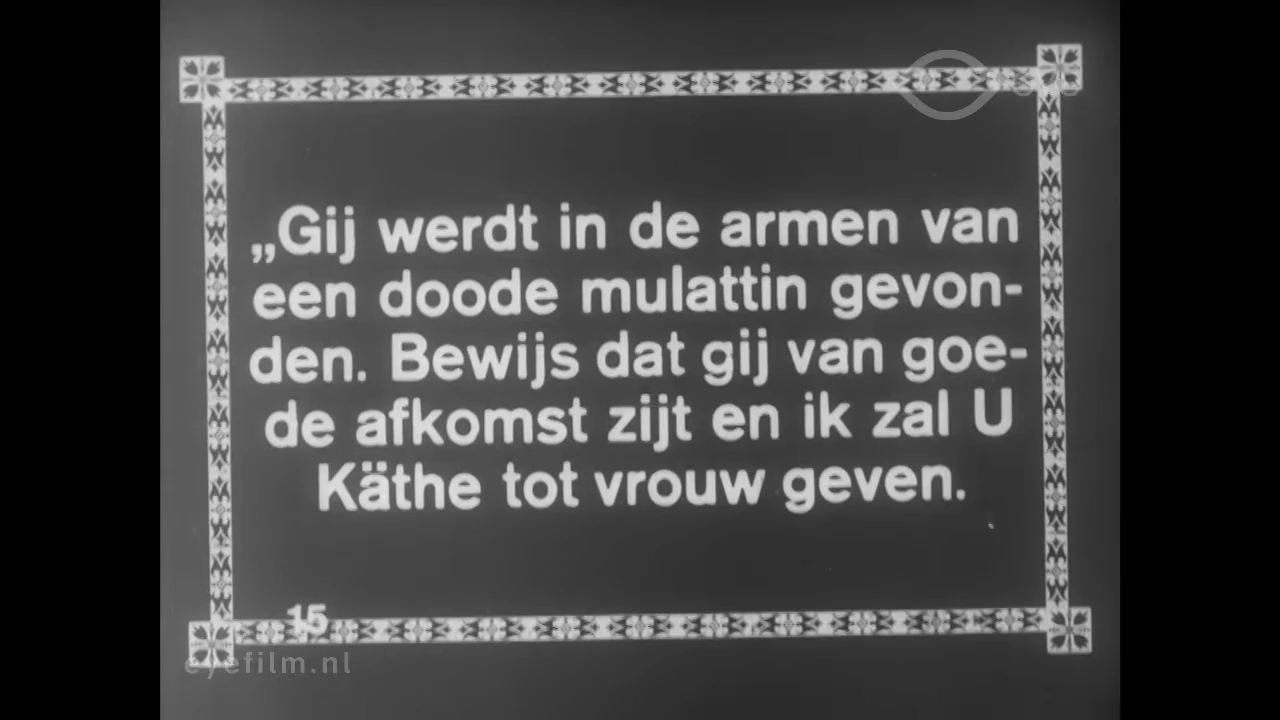 „Gij werdt in de armen van
een doode mulattin gevon-
den. Bewijs dat gij van goe-
de afkomst zijt en ik zal U
Käthe tot vrouw geven.
15
eyefilm.nl